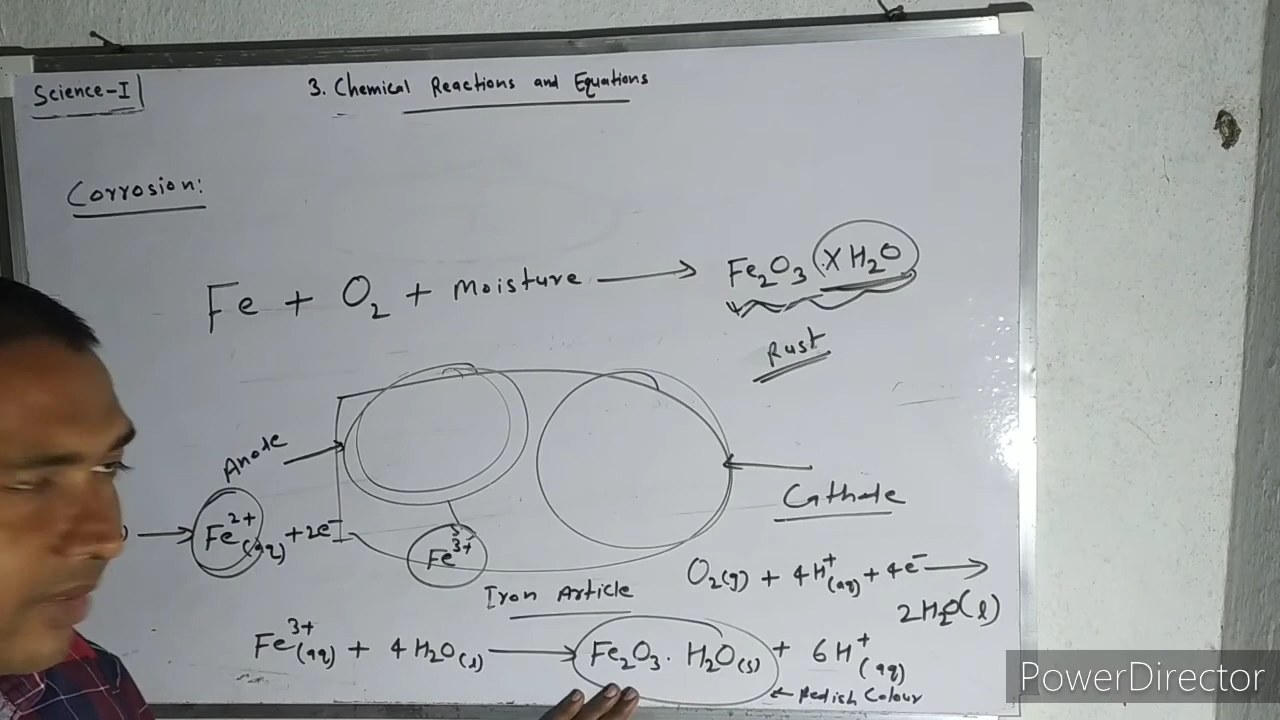 Science-I
3. Chemical Reactions and Equations
Corrosion:
Fe + O₂ + Moisture ⟶ Fe₂O₃ .XH₂O
Rust
Anode
Cathode
) ⟶ Fe²⁺(aq) + 2e⁻
Fe³⁺
O₂(g) + 4H⁺(aq) + 4e⁻ ⟶
2H₂O(l)
Iron Article
Fe³⁺(aq) + 4H₂O(l) ⟶ Fe₂O₃. H₂O(s) + 6H⁺(aq)
← Redish Colour
PowerDirector